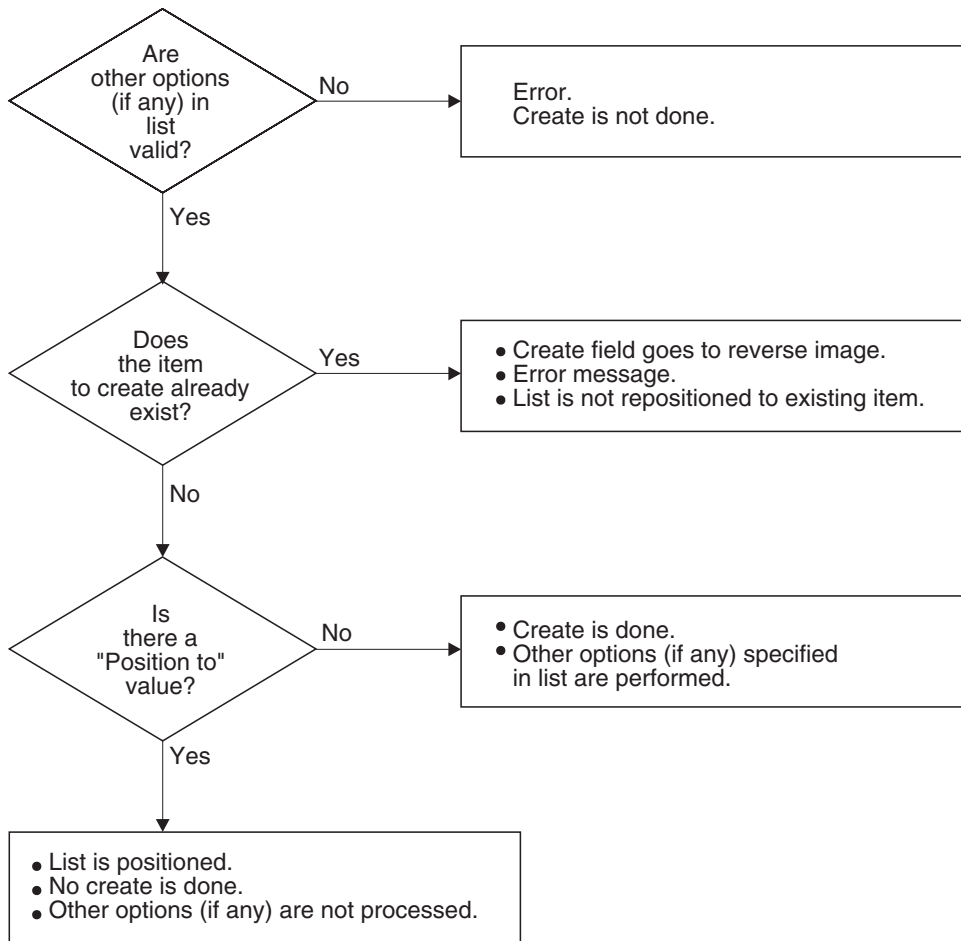 Are
other options
(if any) in
list
valid?
No
Error.
Create is not done.
Yes
Does
the item
to create already
exist?
Yes
• Create field goes to reverse image.
• Error message.
• List is not repositioned to existing item.
No
Is
there a
"Position to"
value?
No
• Create is done.
• Other options (if any) specified
in list are performed.
Yes
• List is positioned.
• No create is done.
• Other options (if any) are not processed.